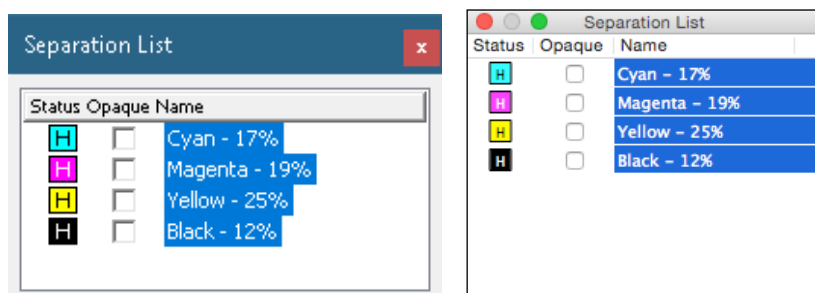 Separation List
x
Status Opaque Name
H Cyan - 17%
H Magenta - 19%
H Yellow - 25%
H Black - 12%
Separation List
Status Opaque Name
H Cyan – 17%
H Magenta – 19%
H Yellow – 25%
H Black – 12%